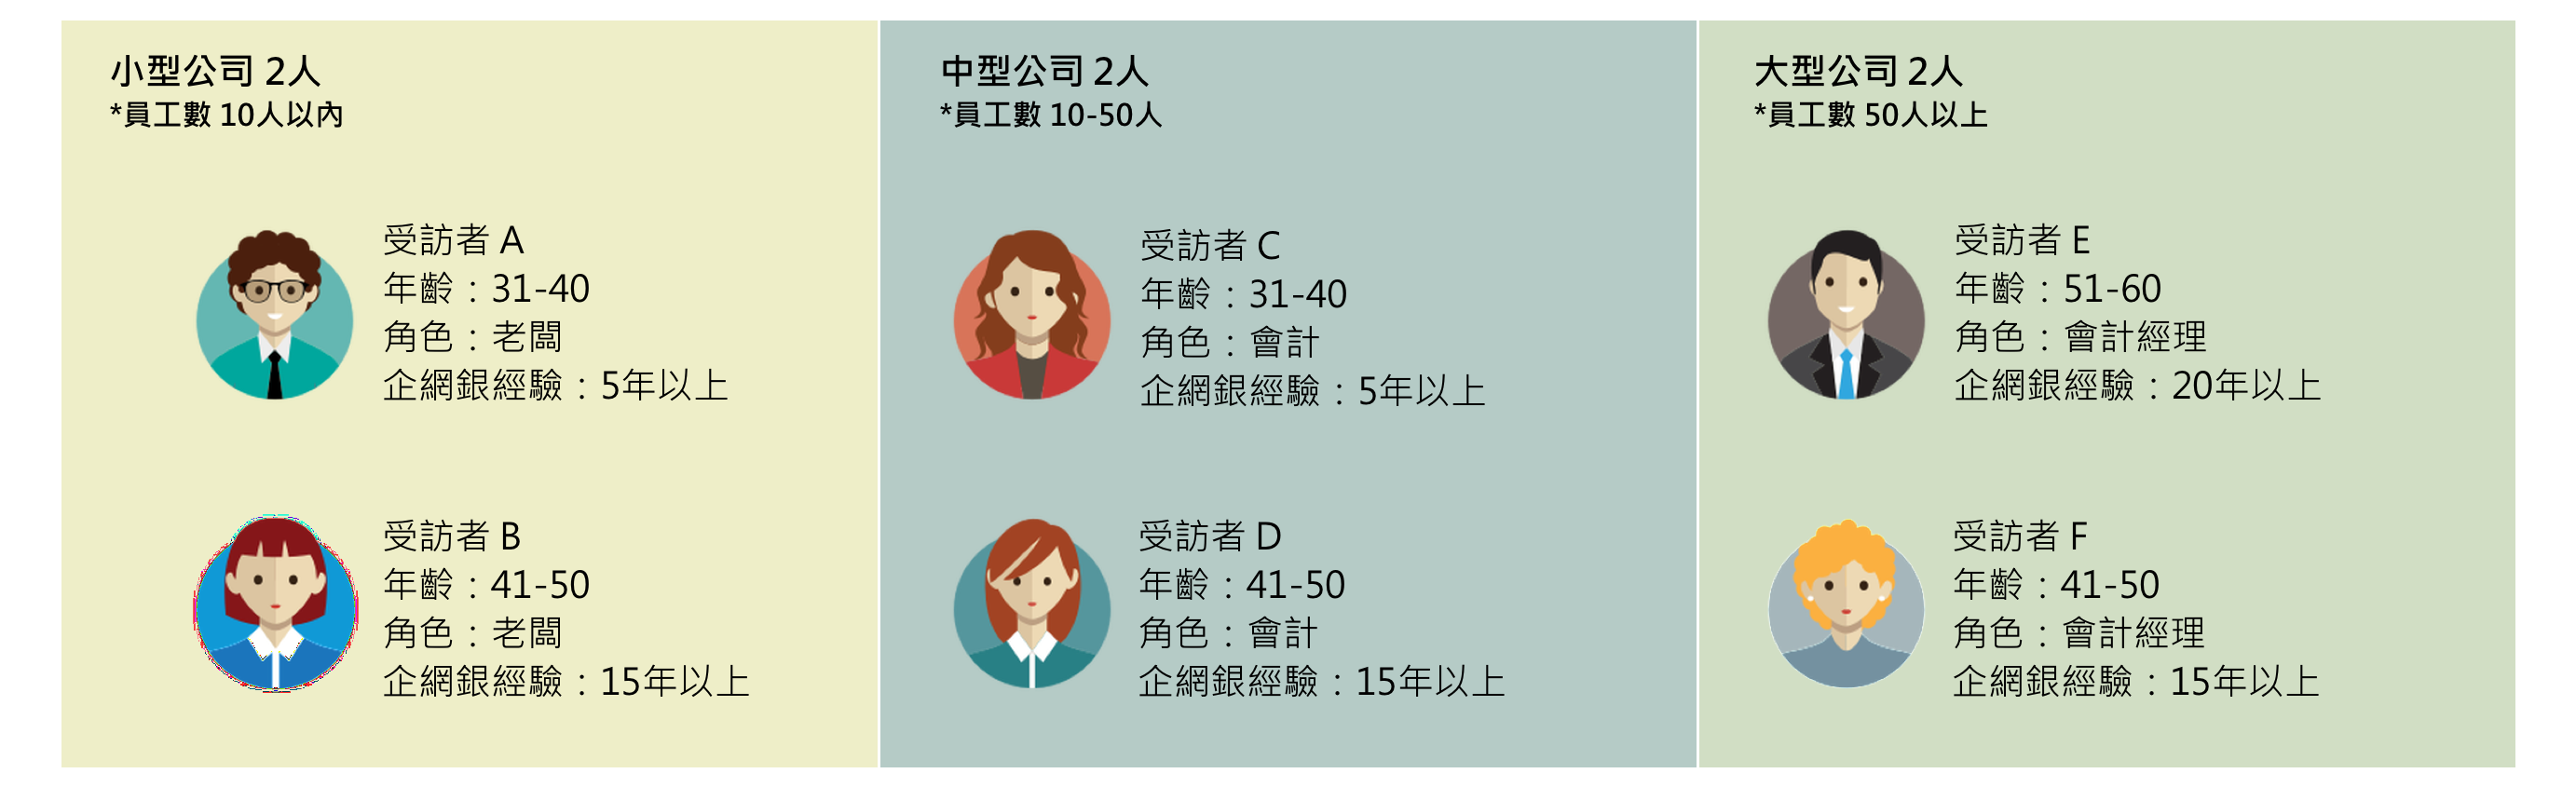 小型公司 2人
*員工數 10人以內
受訪者 A
年齡：31-40
角色：老闆
企網銀經驗：5年以上
受訪者 B
年齡：41-50
角色：老闆
企網銀經驗：15年以上
中型公司 2人
*員工數 10-50人
受訪者 C
年齡：31-40
角色：會計
企網銀經驗：5年以上
受訪者 D
年齡：41-50
角色：會計
企網銀經驗：15年以上
大型公司 2人
*員工數 50人以上
受訪者 E
年齡：51-60
角色：會計經理
企網銀經驗：20年以上
受訪者 F
年齡：41-50
角色：會計經理
企網銀經驗：15年以上